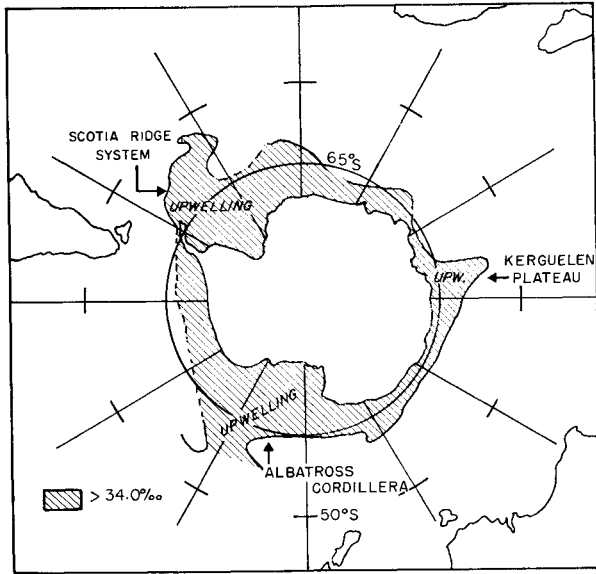 SCOTIA RIDGE
SYSTEM
65°S
UPWELLING
UPW.
KERGUELEN
PLATEAU
UPWELLING
ALBATROSS
CORDILLERA
> 34.0‰
50°S